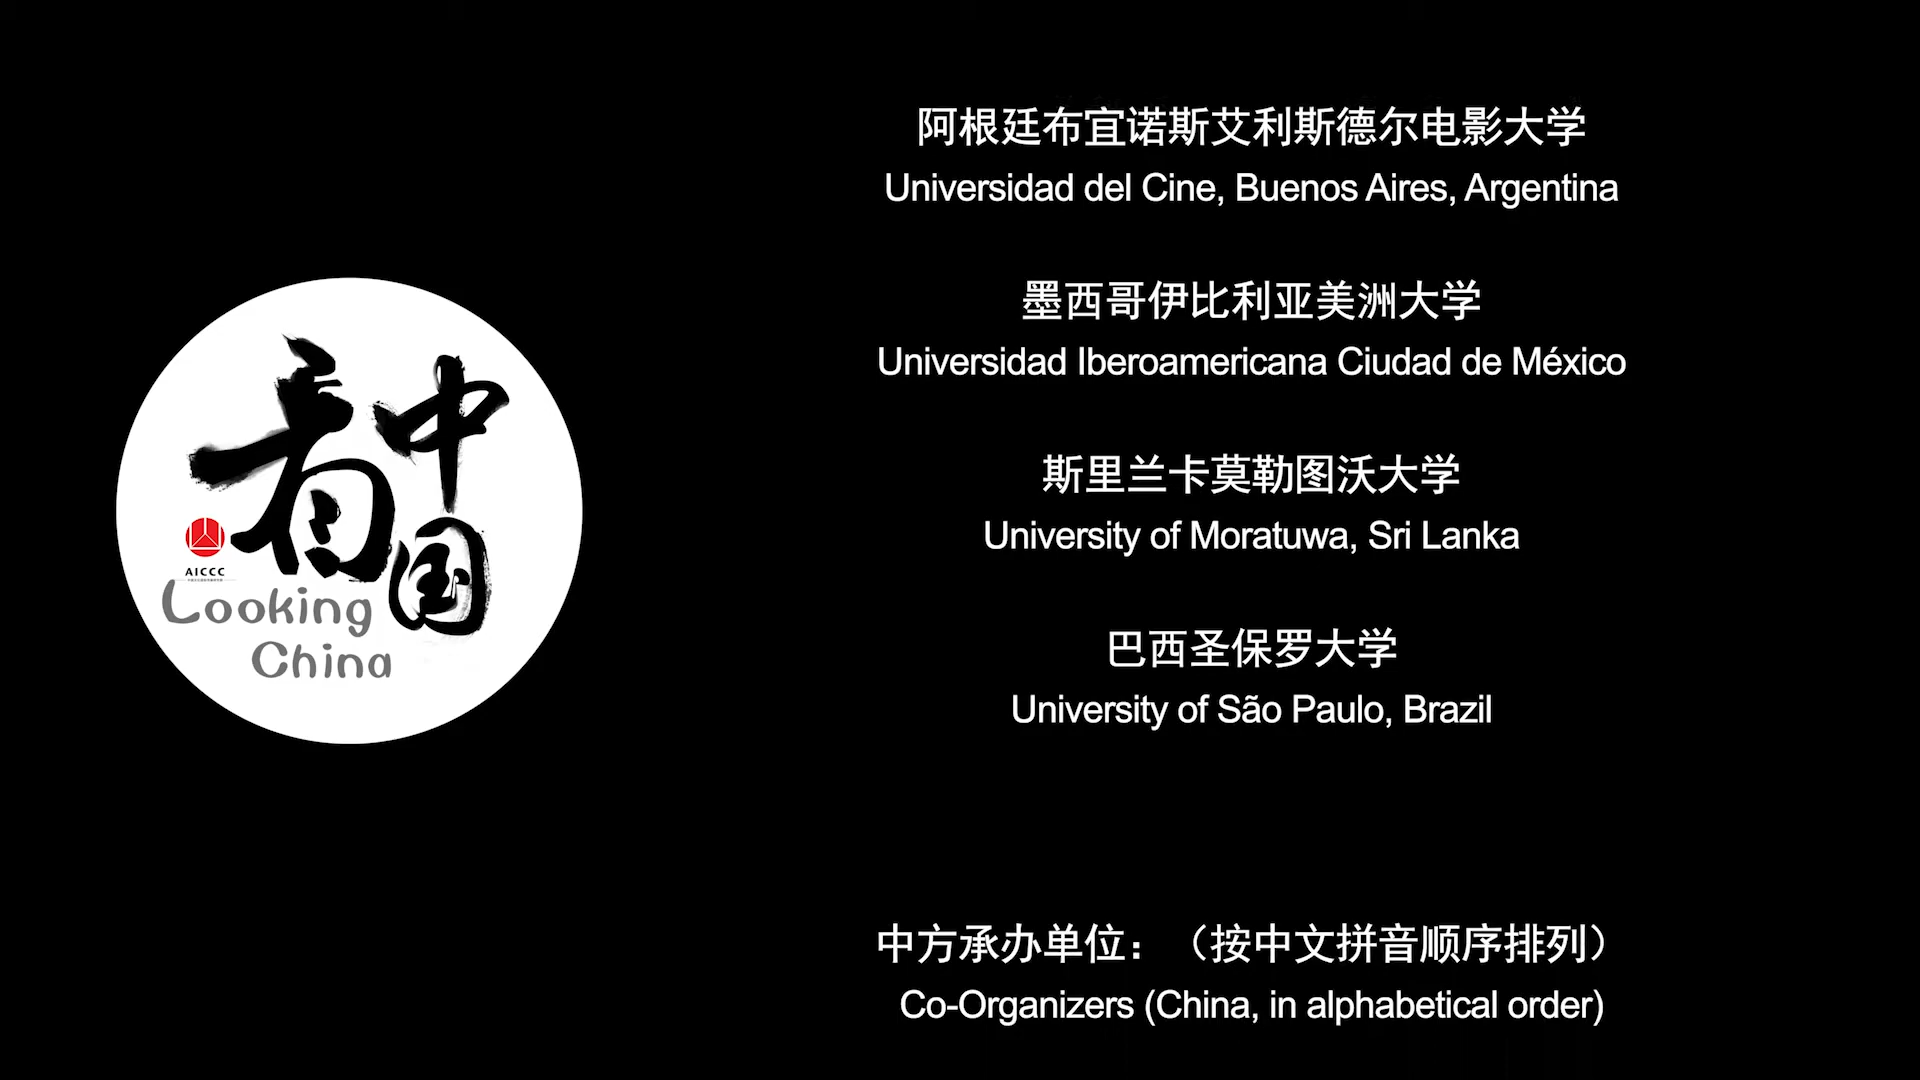 看中国
AICCC
Looking
China
阿根廷布宜诺斯艾利斯德尔电影大学
Universidad del Cine, Buenos Aires, Argentina
墨西哥伊比利亚美洲大学
Universidad Iberoamericana Ciudad de México
斯里兰卡莫勒图沃大学
University of Moratuwa, Sri Lanka
巴西圣保罗大学
University of São Paulo, Brazil
中方承办单位：（按中文拼音顺序排列）
Co-Organizers (China, in alphabetical order)